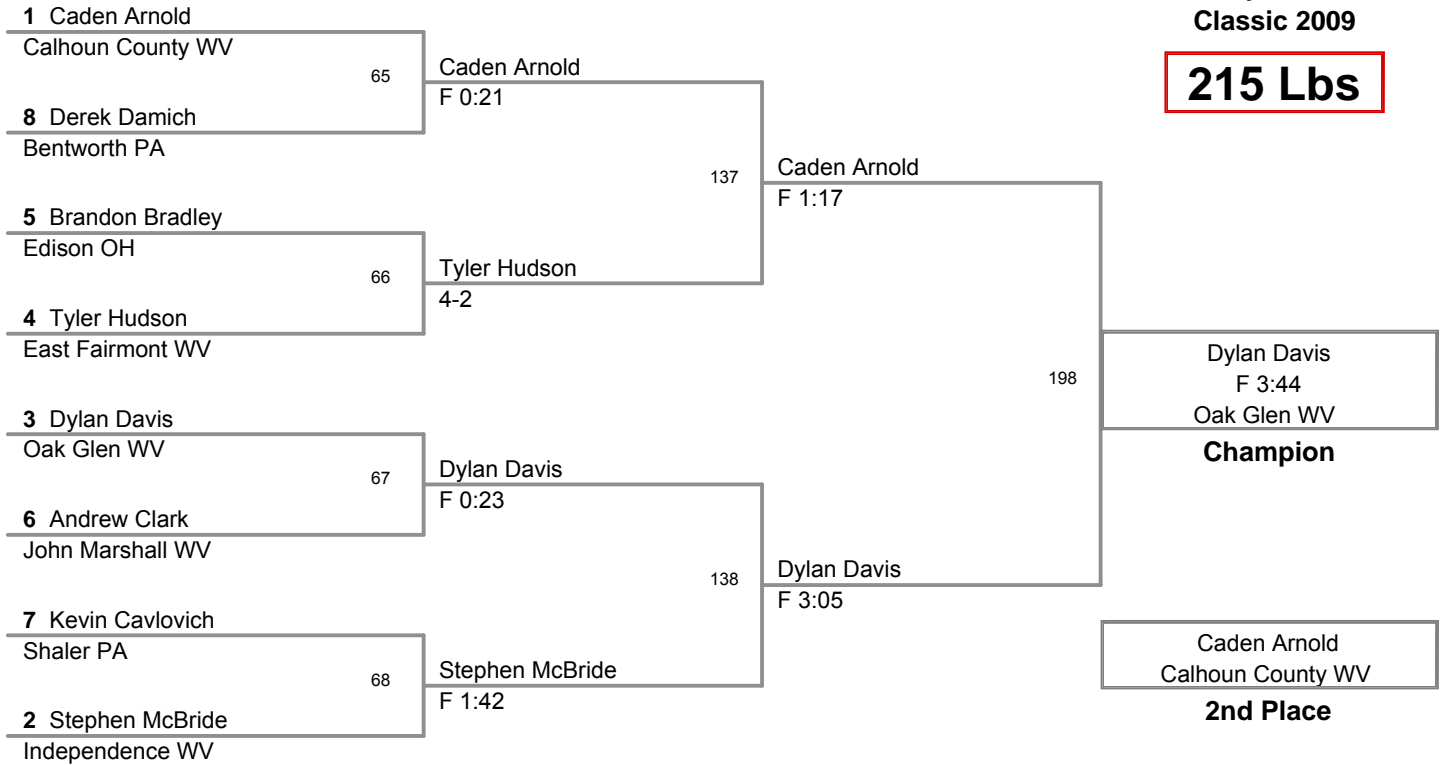 Classic 2009
215 Lbs
1 Caden Arnold
Calhoun County WV
65
8 Derek Damich
Bentworth PA
5 Brandon Bradley
Edison OH
66
4 Tyler Hudson
East Fairmont WV
3 Dylan Davis
Oak Glen WV
67
6 Andrew Clark
John Marshall WV
7 Kevin Cavlovich
Shaler PA
68
2 Stephen McBride
Independence WV
Caden Arnold
F 0:21
137
Tyler Hudson
4-2
Dylan Davis
F 0:23
138
Stephen McBride
F 1:42
Caden Arnold
F 1:17
198
Dylan Davis
F 3:05
Dylan Davis
F 3:44
Oak Glen WV
Champion
Caden Arnold
Calhoun County WV
2nd Place